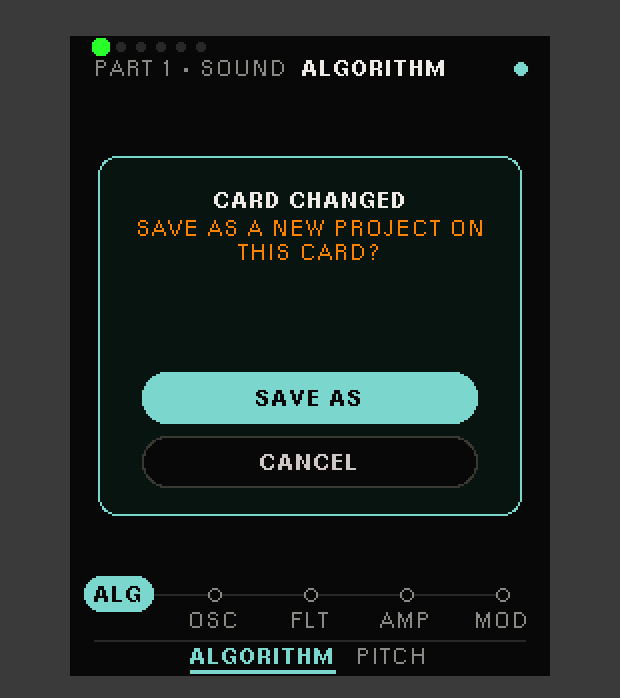 PART 1 · SOUND ALGORITHM
CARD CHANGED
SAVE AS A NEW PROJECT ON
THIS CARD?
SAVE AS
CANCEL
ALG
OSC FLT AMP MOD
ALGORITHM PITCH